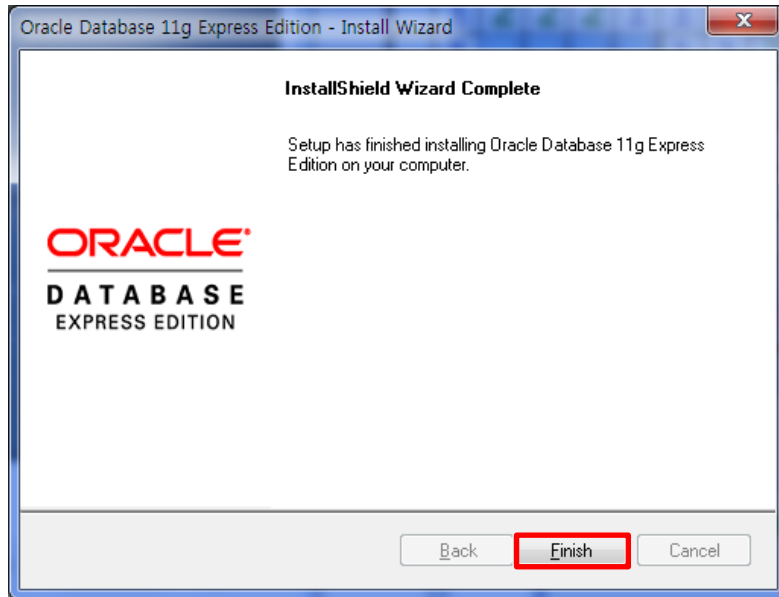 Oracle Database 11g Express Edition - Install Wizard
InstallShield Wizard Complete
Setup has finished installing Oracle Database 11g Express
Edition on your computer.
ORACLE
DATABASE
EXPRESS EDITION
Back Finish Cancel